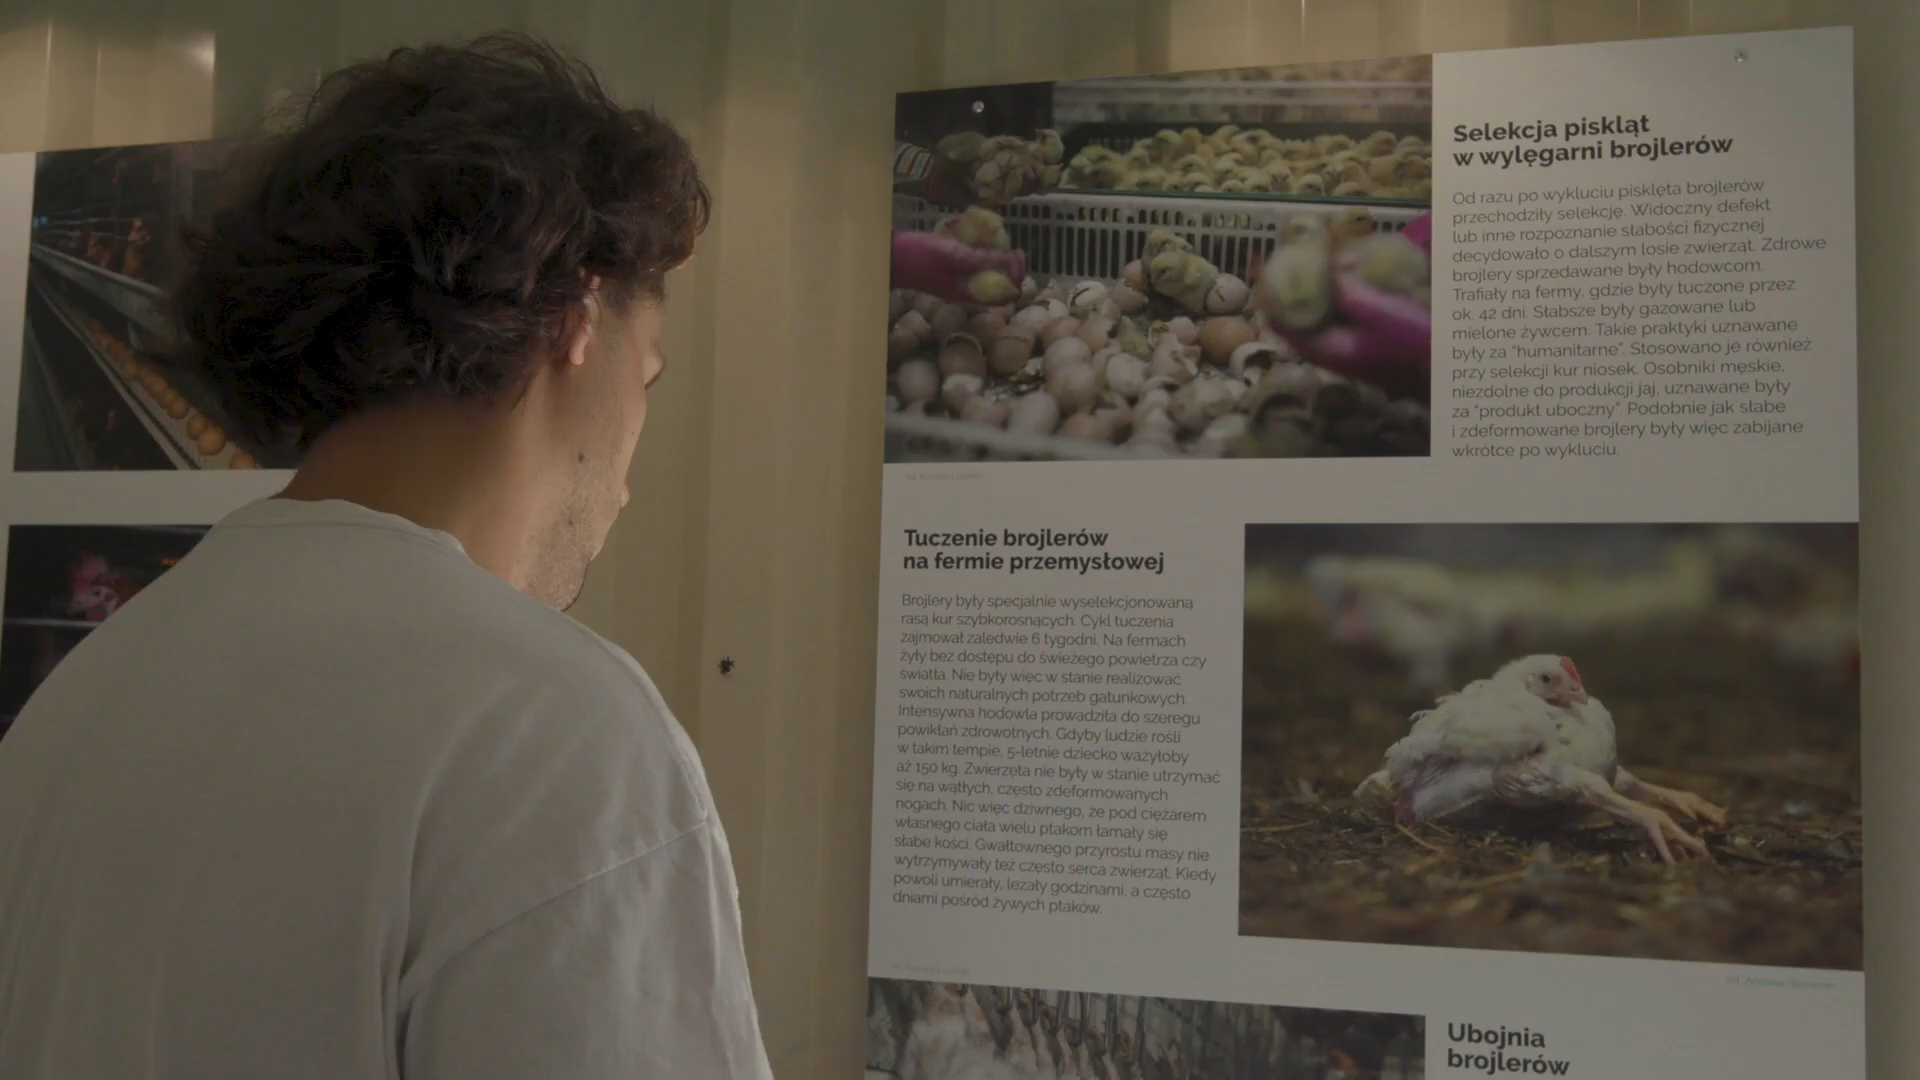 Selekcja piskląt
w wylęgarni brojlerów
Od razu po wykluciu pisklęta brojlerów
przechodziły selekcję. Widoczny defekt
lub inne rozpoznanie słabości fizycznej
decydowało o dalszym losie zwierząt. Zdrowe
brojlery sprzedawane były hodowcom.
Trafiały na fermy, gdzie były tuczone przez
ok. 42 dni. Słabsze były gazowane lub
mielone żywcem. Takie praktyki uznawane
były za "humanitarne". Stosowano je również
przy selekcji kur niosek. Osobniki męskie,
niezdolne do produkcji jaj, uznawane były
za "produkt uboczny". Podobnie jak słabe
i zdeformowane brojlery były więc zabijane
wkrótce po wykluciu.
Tuczenie brojlerów
na fermie przemysłowej
Brojlery były specjalnie wyselekcjonowaną
rasą kur szybkorosnących. Cykl tuczenia
zajmował zaledwie 6 tygodni. Na fermach
żyły bez dostępu do świeżego powietrza czy
światła. Nie były więc w stanie realizować
swoich naturalnych potrzeb gatunkowych.
Intensywna hodowla prowadziła do szeregu
powikłań zdrowotnych. Gdyby ludzie rośli
w takim tempie, 5-letnie dziecko ważyłoby
aż 150 kg. Zwierzęta nie były w stanie utrzymać
się na wątłych, często zdeformowanych
nogach. Nic więc dziwnego, że pod ciężarem
własnego ciała wielu ptakom łamały się
słabe kości. Gwałtownego przyrostu masy nie
wytrzymywały też często serca zwierząt. Kiedy
powoli umierały, leżały godzinami, a często
dniami pośród żywych ptaków.
Ubojnia
brojlerów